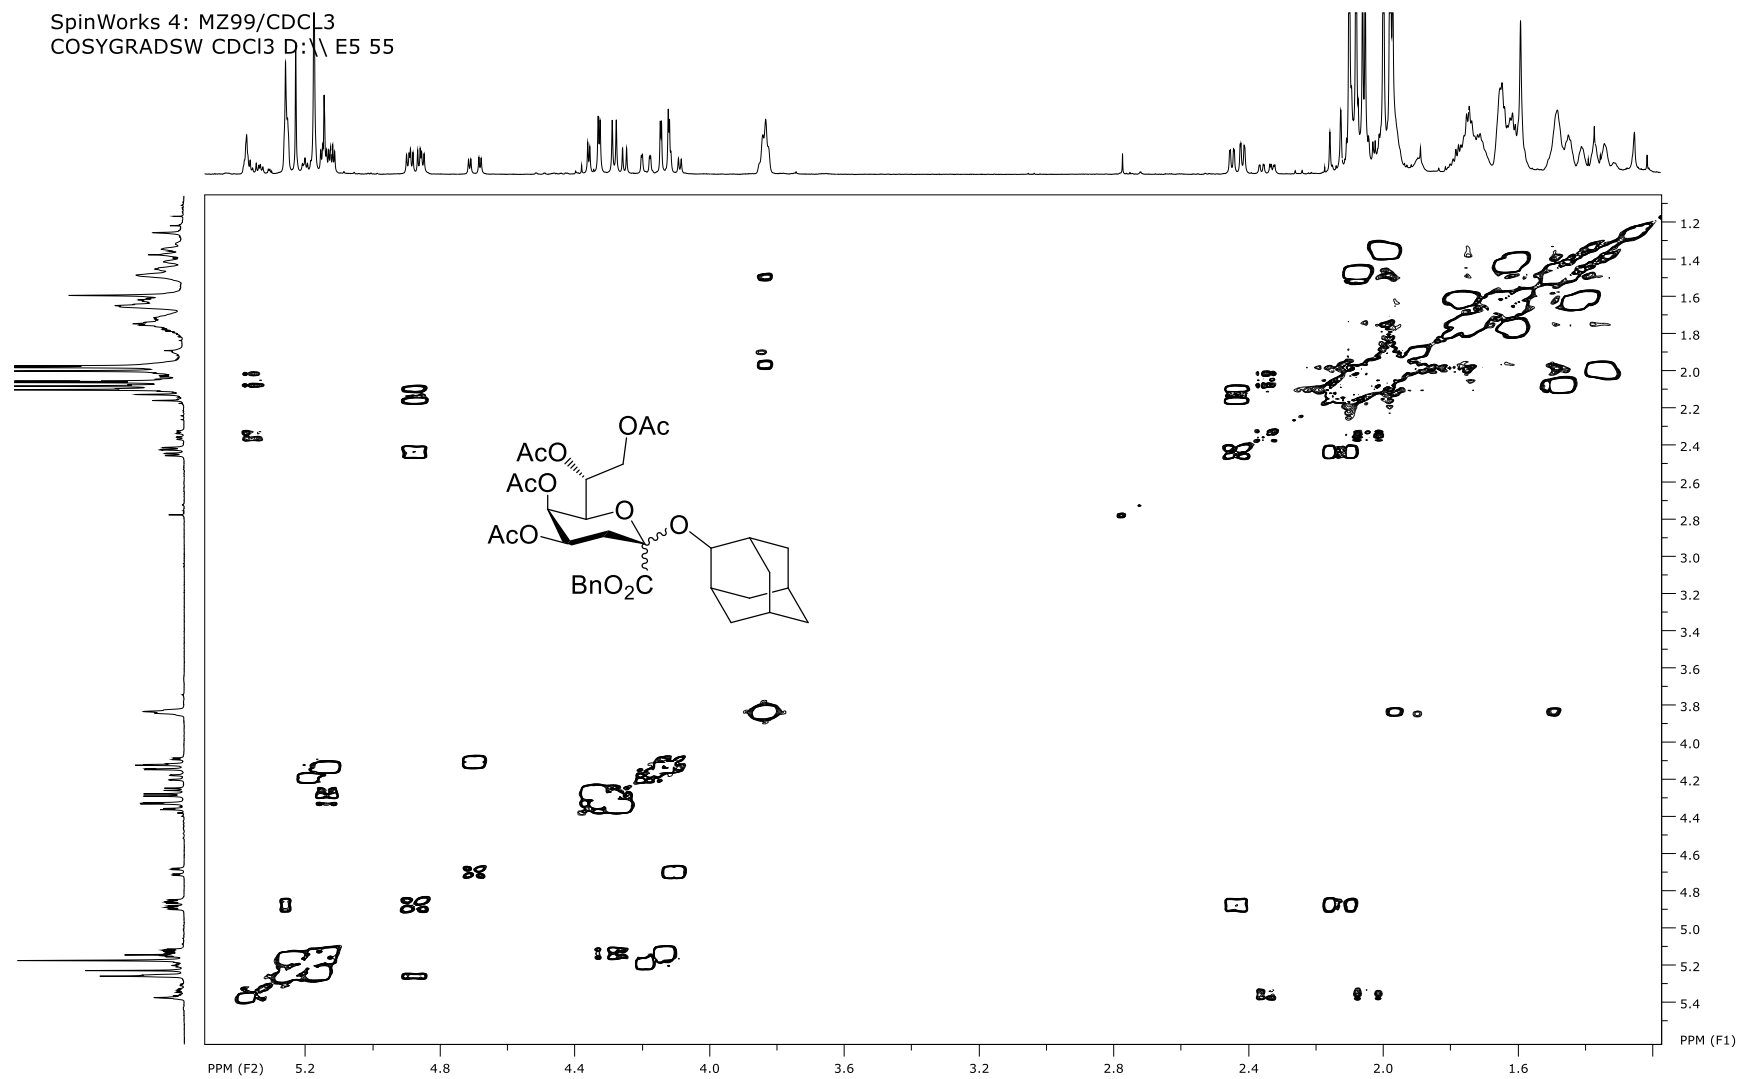 SpinWorks 4: MZ99/CDCL3
COSYGRADSW CDCl3 D:\\ E5 55
1.2
1.4
1.6
1.8
2.0
2.2
2.4
2.6
2.8
3.0
3.2
3.4
3.6
3.8
4.0
4.2
4.4
4.6
4.8
5.0
5.2
5.4
PPM (F1)
OAc
AcO
AcO
O
O
AcO
BnO2C
PPM (F2) 5.2 4.8 4.4 4.0 3.6 3.2 2.8 2.4 2.0 1.6